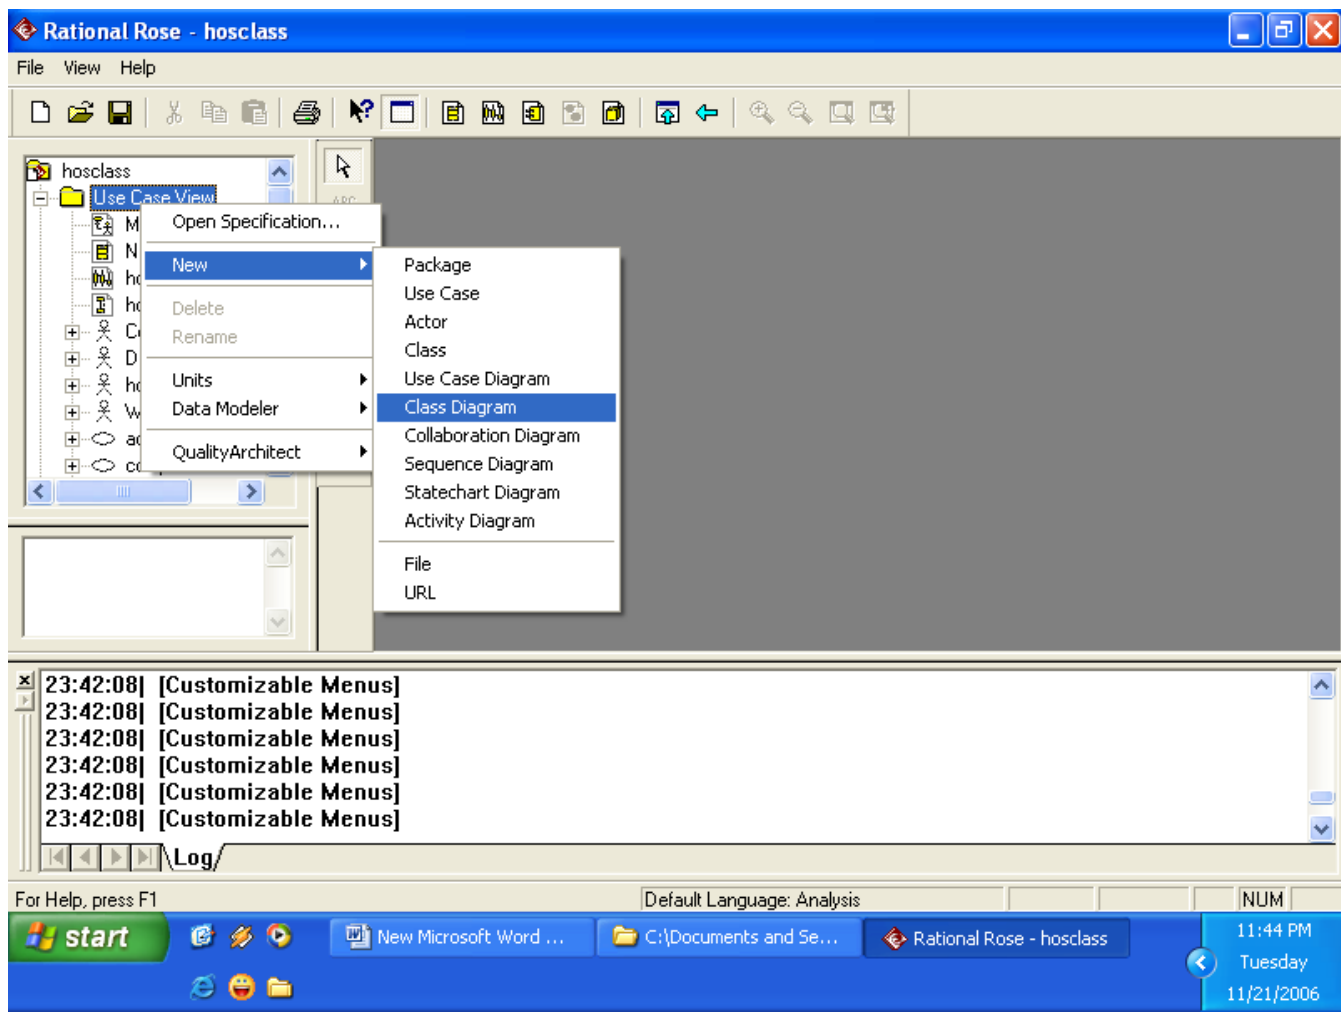 Rational Rose - hosclass
File View Help
hosclass
Use Case View
M
N
ho
ho
D
ho
W
Open Specification...
New
Delete
Rename
Units
Data Modeler
QualityArchitect
Package
Use Case
Actor
Class
Use Case Diagram
Class Diagram
Collaboration Diagram
Sequence Diagram
Statechart Diagram
Activity Diagram
File
URL
23:42:08| [Customizable Menus]
23:42:08| [Customizable Menus]
23:42:08| [Customizable Menus]
23:42:08| [Customizable Menus]
23:42:08| [Customizable Menus]
23:42:08| [Customizable Menus]
Log
For Help, press F1
Default Language: Analysis
NUM
start
New Microsoft Word ...
C:\Documents and Se...
Rational Rose - hosclass
11:44 PM
Tuesday
11/21/2006